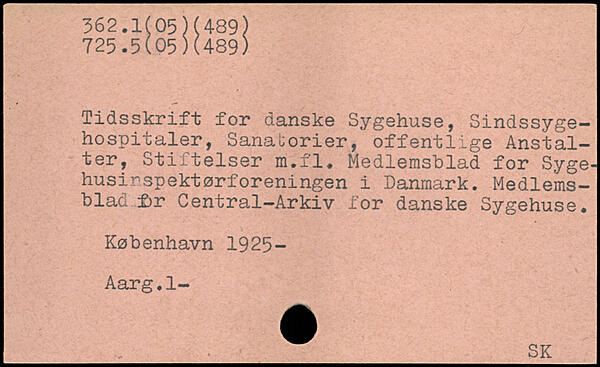 362.1(05)(489)
725.5(05)(489)
Tidsskrift for danske Sygehuse, Sindssyge-
hospitaler, Sanatorier, offentlige Anstal-
ter, Stiftelser m.fl. Medlemsblad for Syge-
husinspektørforeningen i Danmark. Medlems-
blad for Central-Arkiv for danske Sygehuse.
København 1925-
Aarg.1-
SK